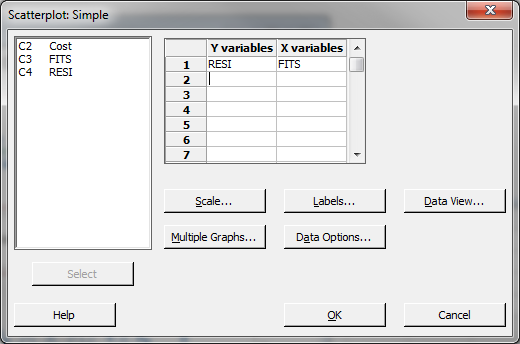 Scatterplot: Simple
C2 Cost
C3 FITS
C4 RESI
Y variables X variables
1 RESI FITS
2
3
4
5
6
7
Scale... Labels... Data View...
Multiple Graphs... Data Options...
Select
Help OK Cancel